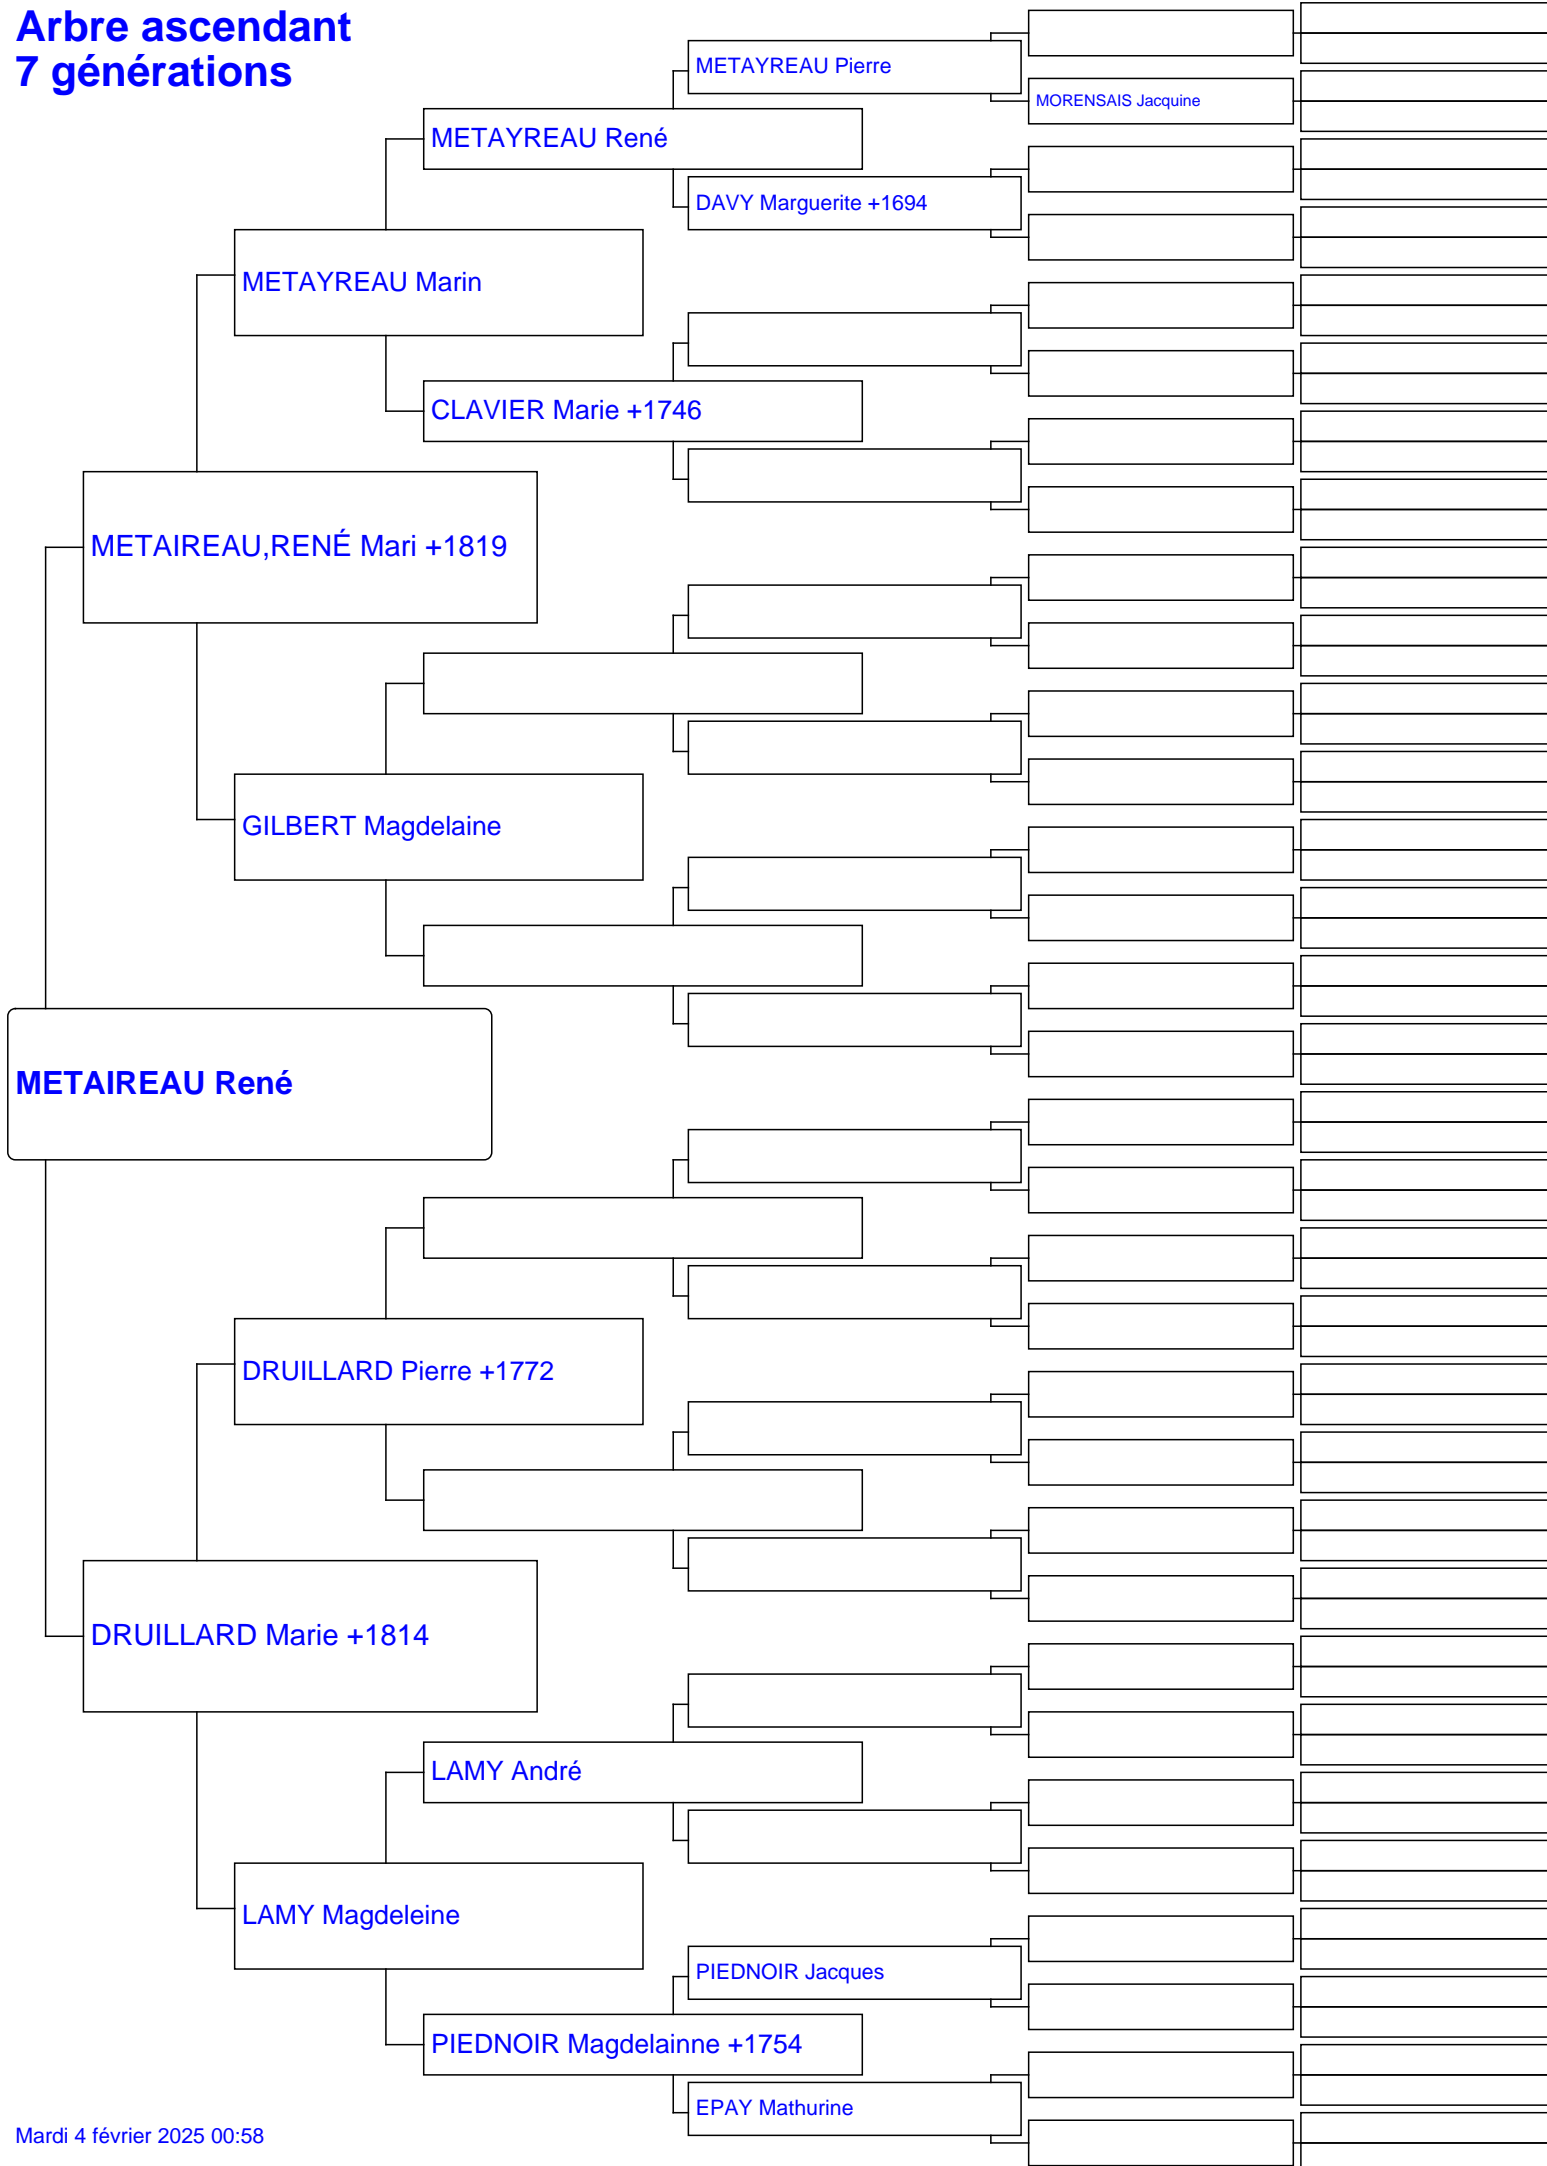 Arbre ascendant
7 générations
METAYREAU Pierre
MORENSAIS Jacquine
METAYREAU René
DAVY Marguerite +1694
METAYREAU Marin
CLAVIER Marie +1746
METAIREAU,RENÉ Mari +1819
GILBERT Magdelaine
METAIREAU René
DRUILLARD Pierre +1772
DRUILLARD Marie +1814
LAMY André
LAMY Magdeleine
PIEDNOIR Jacques
PIEDNOIR Magdelainne +1754
EPAY Mathurine
Mardi 4 février 2025 00:58